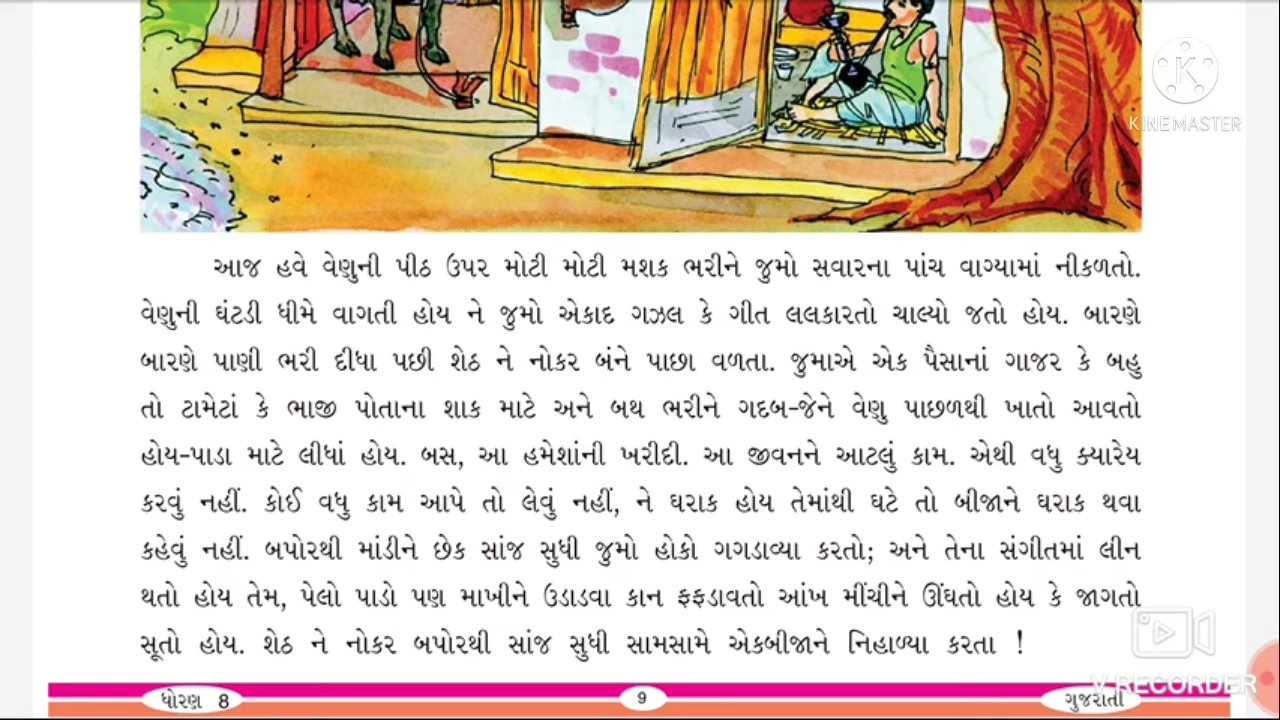 KINEMASTER
આજ હવે વેણુની પીઠ ઉપર મોટી મોટી મશક ભરીને જુમો સવારના પાંચ વાગ્યામાં નીકળતો.
વેણુની ઘંટડી ધીમે વાગતી હોય ને જુમો એકાદ ગઝલ કે ગીત લલકારતો ચાલ્યો જતો હોય. બારણે
બારણે પાણી ભરી દીધા પછી શેઠ ને નોકર બંને પાછા વળતા. જુમાએ એક પૈસાનાં ગાજર કે બહુ
તો ટામેટાં કે ભાજી પોતાના શાક માટે અને બથ ભરીને ગદબ-જેને વેણુ પાછળથી ખાતો આવતો
હોય-પાડા માટે લીધાં હોય. બસ, આ હમેશાંની ખરીદી. આ જીવનને આટલું કામ. એથી વધુ ક્યારેય
કરવું નહીં. કોઈ વધુ કામ આપે તો લેવું નહીં, ને ઘરાક હોય તેમાંથી ઘટે તો બીજાને ઘરાક થવા
કહેવું નહીં. બપોરથી માંડીને છેક સાંજ સુધી જુમો હોકો ગગડાવ્યા કરતો; અને તેના સંગીતમાં લીન
થતો હોય તેમ, પેલો પાડો પણ માખીને ઉડાડવા કાન ફફડાવતો આંખ મીંચીને ઊંઘતો હોય કે જાગતો
સૂતો હોય. શેઠ ને નોકર બપોરથી સાંજ સુધી સામસામે એકબીજાને નિહાળ્યા કરતા !
V RECORDER
ધોરણ 8
9
ગુજરાતી